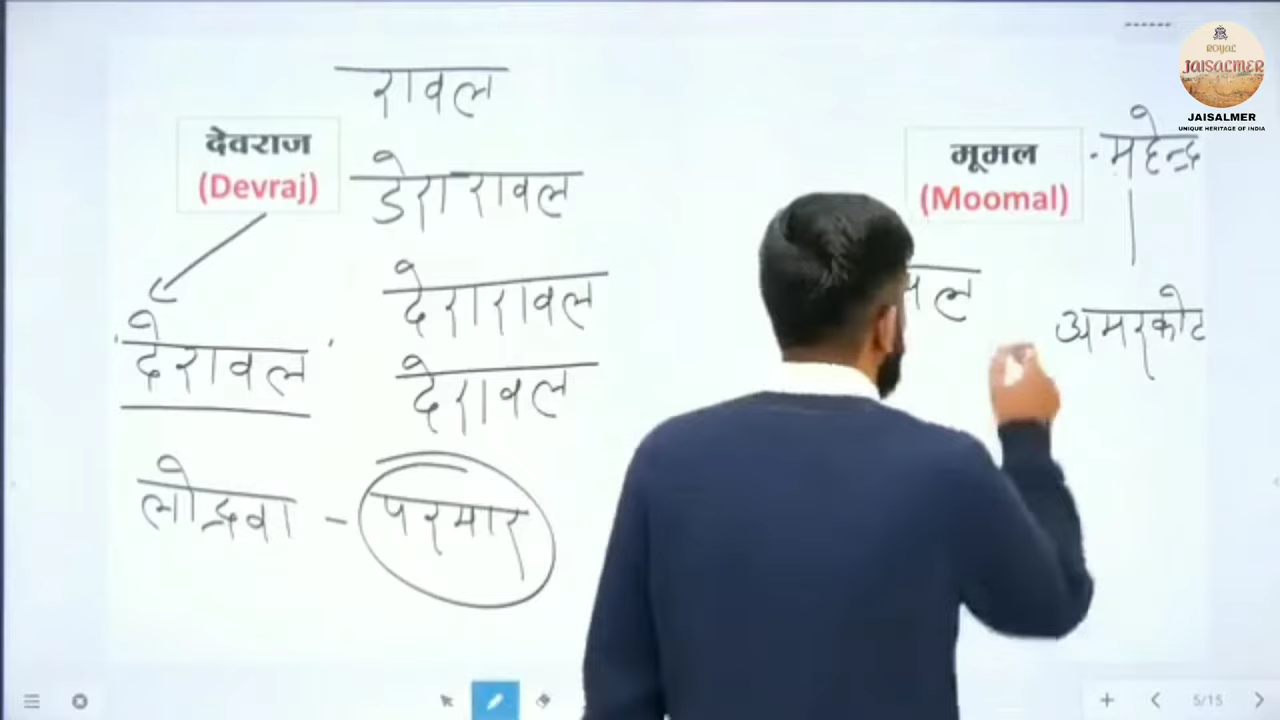 रावल
देवराज
(Devraj)
डेरा रावल
देरारावल
देरावल
देरावल
लोद्रवा - परमार
मूमल
(Moomal)
महेन्द्र
अमरकोट
ROYAL
JAISALMER
JAISALMER
UNIQUE HERITAGE OF INDIA
5/15